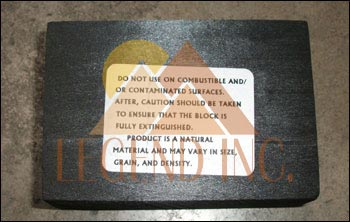 DO NOT USE ON COMBUSTIBLE AND/
OR CONTAMINATED SURFACES.
AFTER, CAUTION SHOULD BE TAKEN
TO ENSURE THAT THE BLOCK IS
FULLY EXTINGUISHED.
PRODUCT IS A NATURAL
MATERIAL AND MAY VARY IN SIZE,
GRAIN, AND DENSITY.
LEGEND INC.